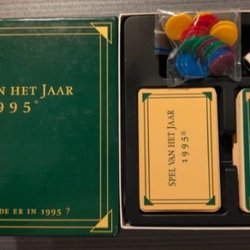 N HET JAAR
1995®
DE ER IN 1995 ?
SPEL VAN HET JAAR
1995®